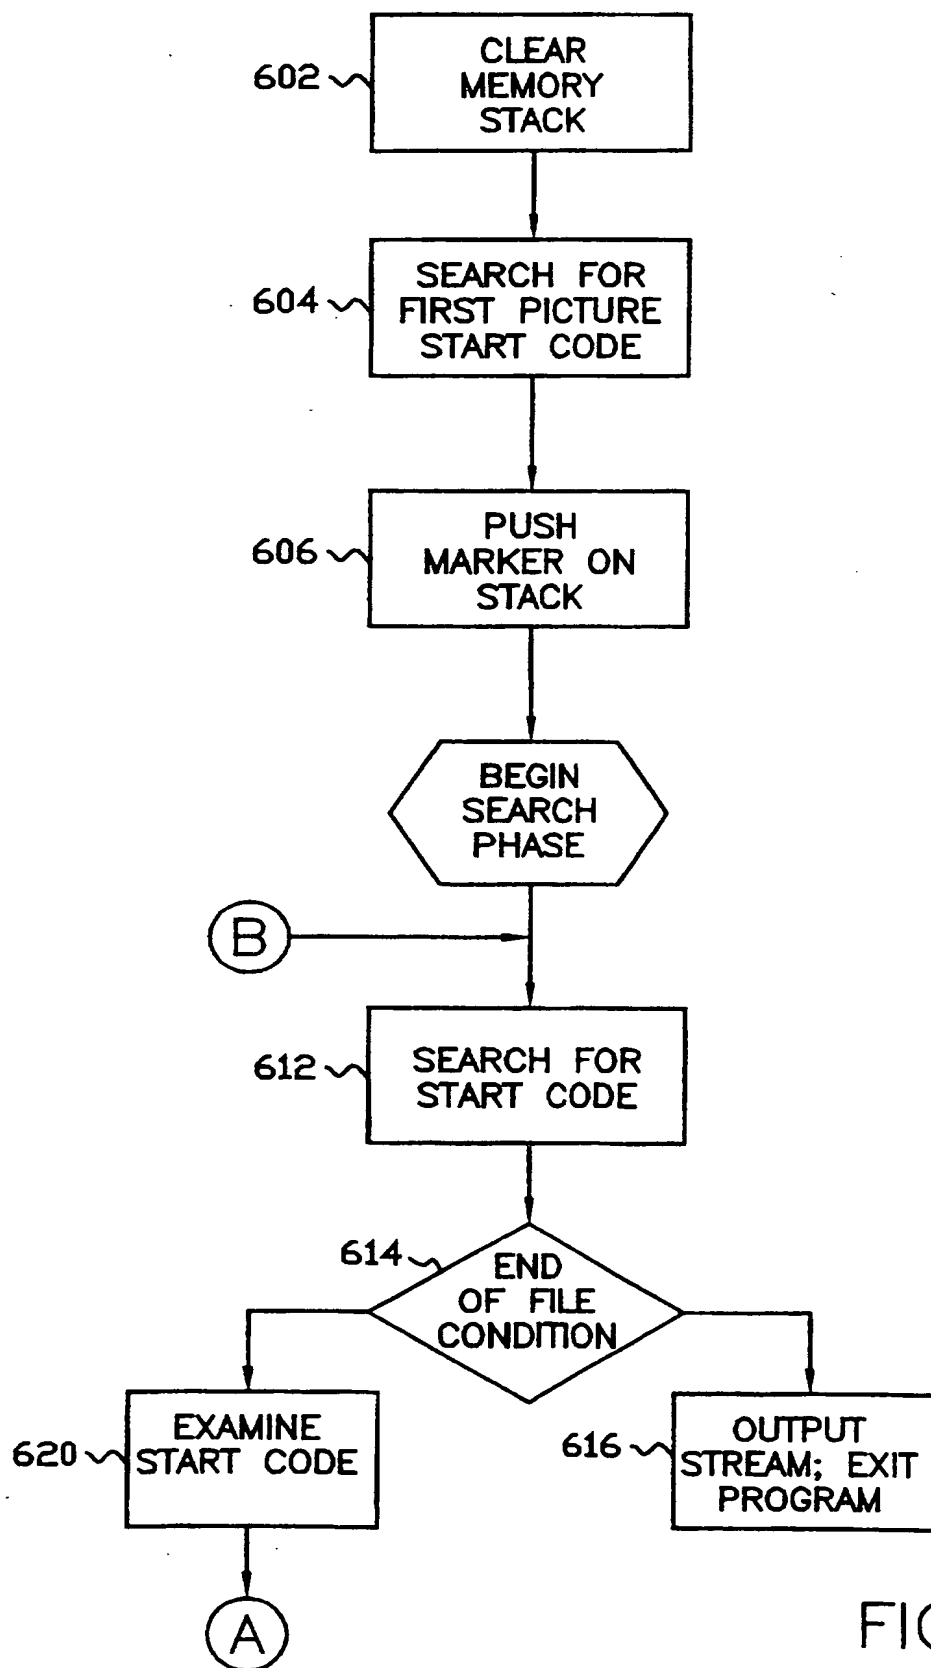 602
CLEAR
MEMORY
STACK
604
SEARCH FOR
FIRST PICTURE
START CODE
606
PUSH
MARKER ON
STACK
BEGIN
SEARCH
PHASE
B
612
SEARCH FOR
START CODE
614
END
OF FILE
CONDITION
620
EXAMINE
START CODE
616
OUTPUT
STREAM; EXIT
PROGRAM
A